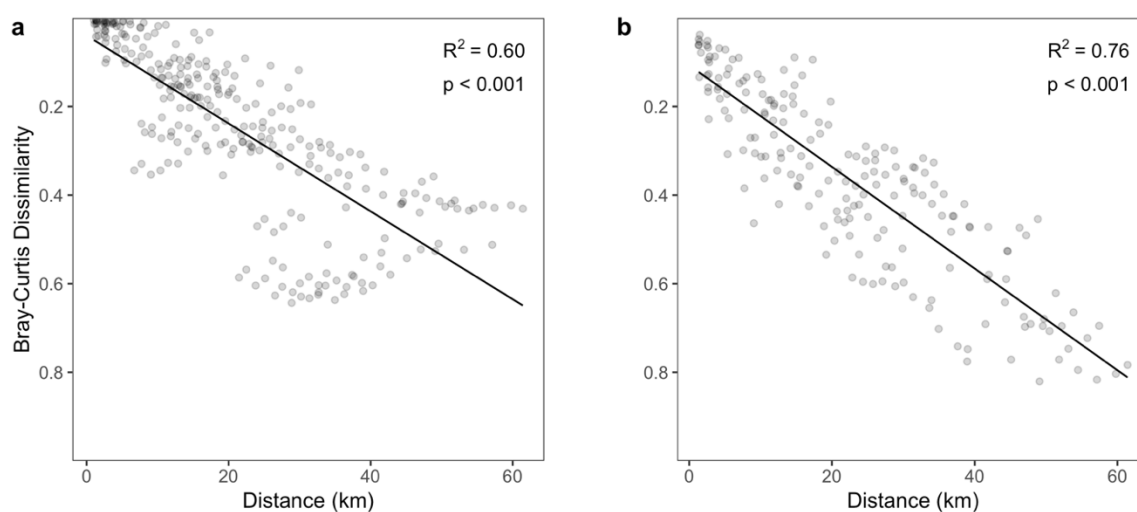 a
R² = 0.60
p < 0.001
0.2
0.4
0.6
0.8
Bray-Curtis Dissimilarity
0
20
40
60
Distance (km)
b
R² = 0.76
p < 0.001
0.2
0.4
0.6
0.8
0
20
40
60
Distance (km)